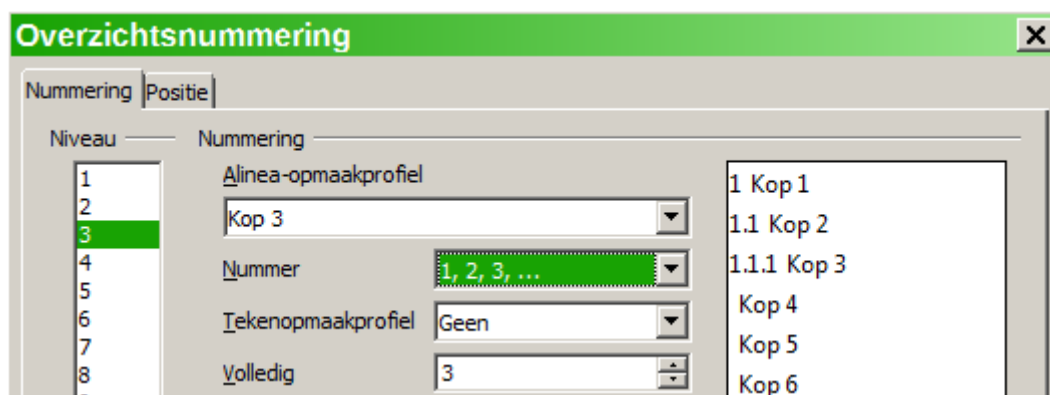 Overzichtsnummering
Nummering Positie
Niveau Nummering
1
2
3
4
5
6
7
8
Alinea-opmaakprofiel
Kop 3
Nummer 1, 2, 3, ...
Tekenopmaakprofiel Geen
Volledig 3
1 Kop 1
1.1 Kop 2
1.1.1 Kop 3
Kop 4
Kop 5
Kop 6